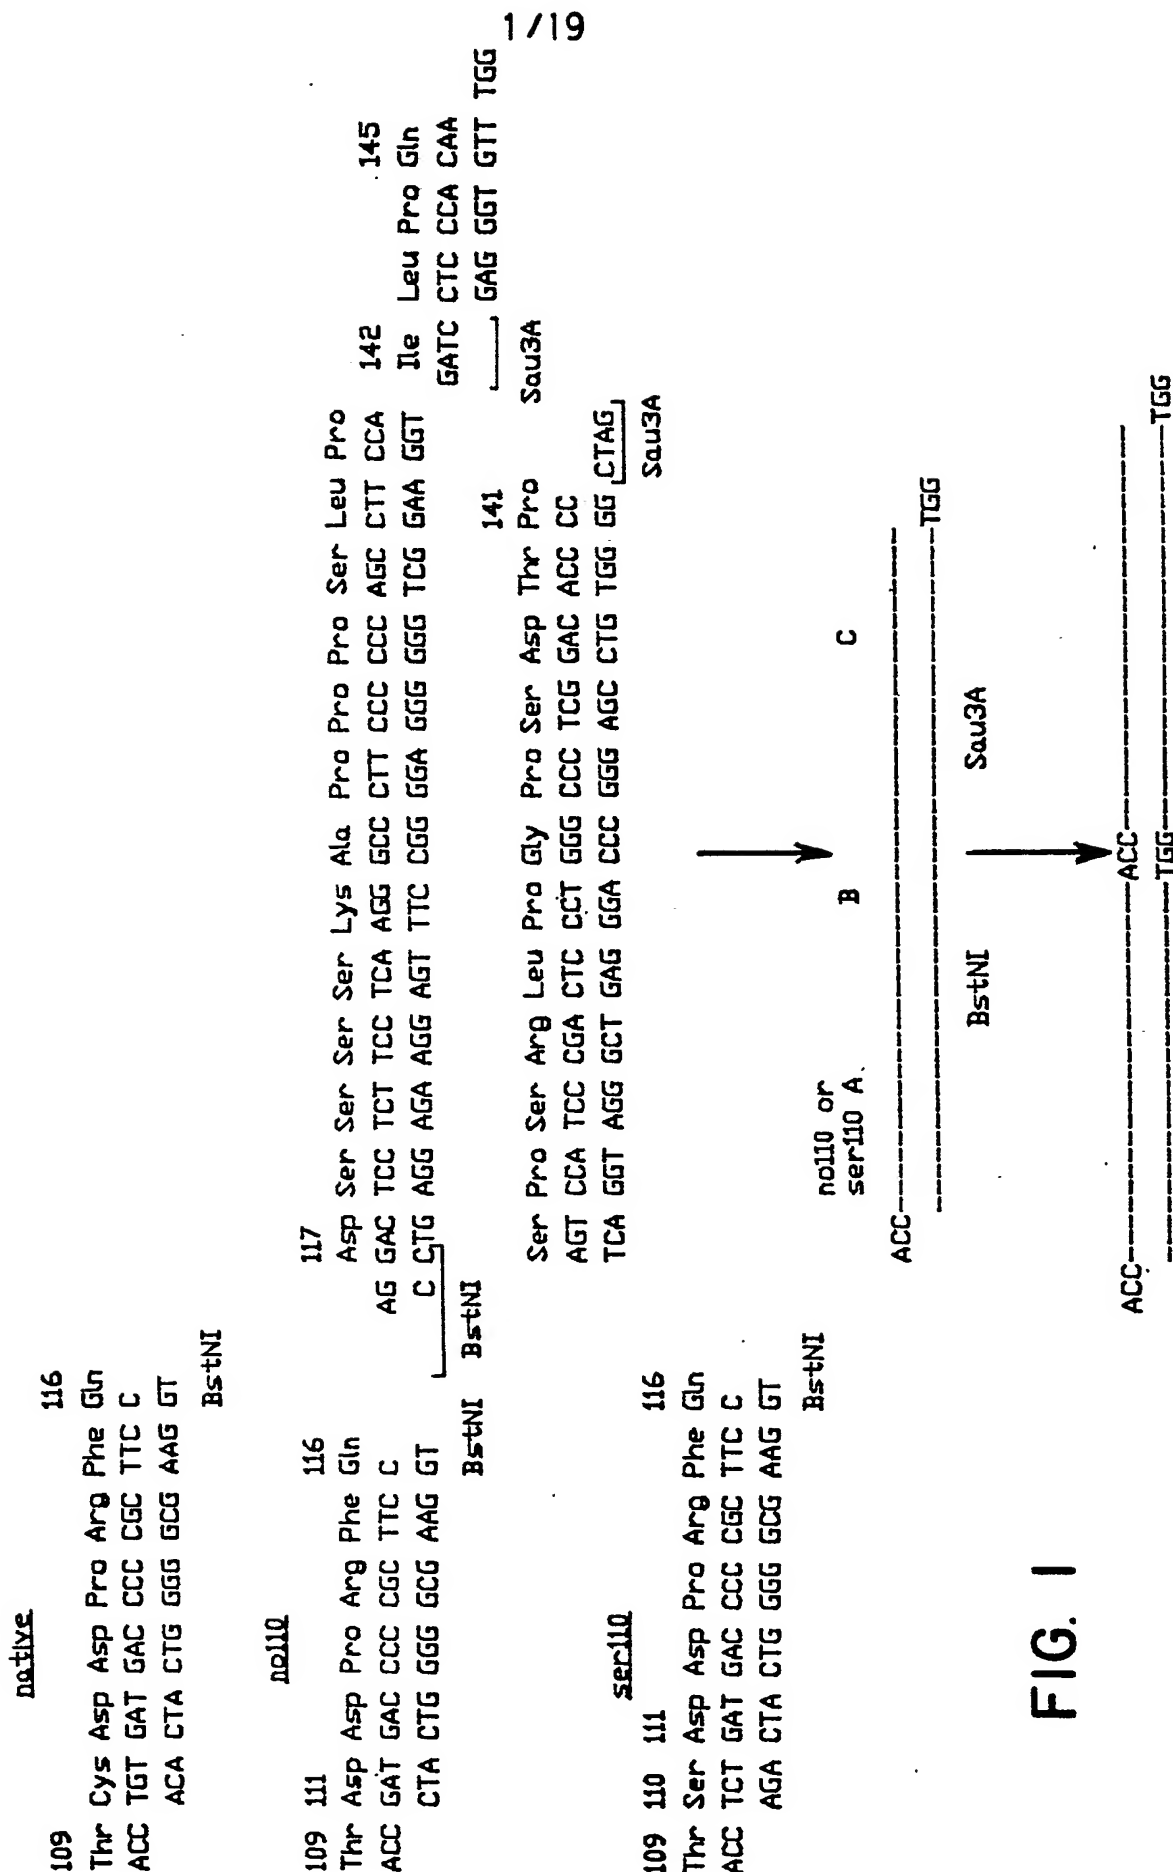 1/19
native
109 116
Thr Cys Asp Asp Pro Arg Phe Gln
ACC TGT GAT GAC CCC CGC TTC C
ACA CTA CTG GGG GCG AAG GT
BstNI
no110
109 111 116
Thr Asp Asp Pro Arg Phe Gln
ACC GAT GAC CCC CGC TTC C
CTA CTG GGG GCG AAG GT
BstNI
117
Asp Ser Ser Ser Ser Lys Ala Pro Pro Pro Ser Leu Pro
AG GAC TCC TCT TCC TCA AGG GCC CTT CCC CCC AGC CTT CCA
C CTG AGG AGA AGG AGT TTC CGG GGA GGG GGG TCG GAA GGT
BstNI
142 145
Ile Leu Pro Gln
GATC CTC CCA CAA
GAG GGT GTT TGG
Sau3A
141
Ser Pro Ser Arg Leu Pro Gly Pro Ser Asp Thr Pro
AGT CCA TCC CGA CTC CCT GGG CCC TCG GAC ACC CC
TCA GGT AGG GCT GAG GGA CCC GGG AGC CTG TGG GG CTAG
Sau3A
ser110
109 110 111 116
Thr Ser Asp Asp Pro Arg Phe Gln
ACC TCT GAT GAC CCC CGC TTC C
AGA CTA CTG GGG GCG AAG GT
BstNI
no110 or
ser110 A B C
ACC
TGG
BstNI Sau3A
ACC ACC
TGG TGG
FIG. 1